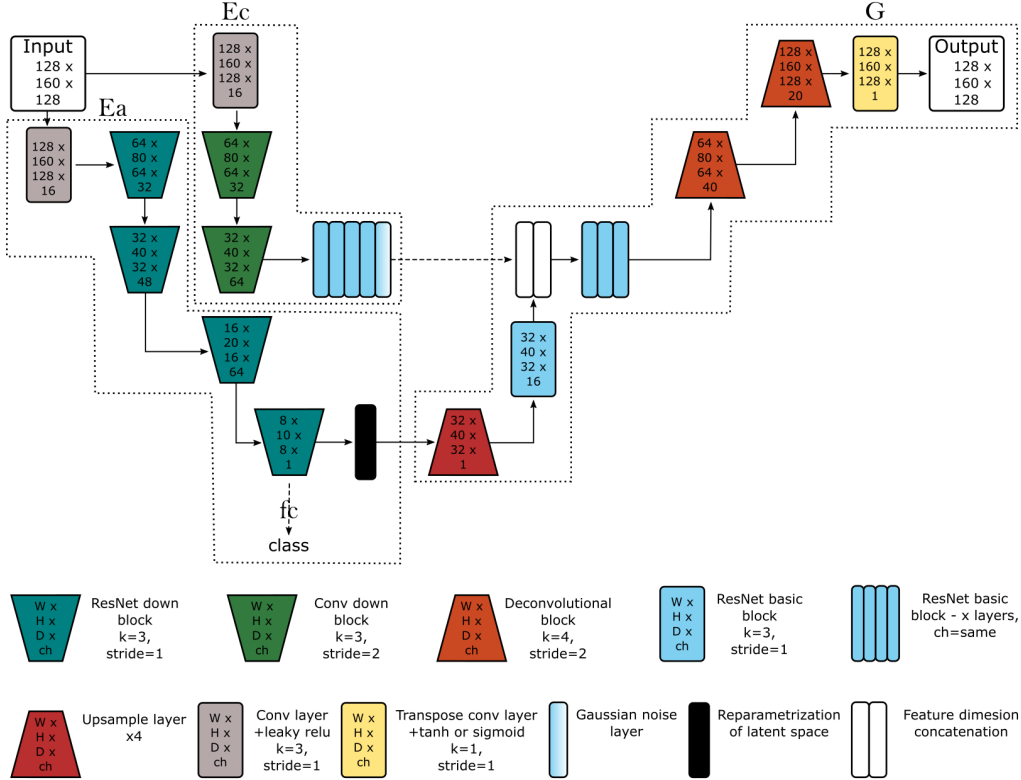 Ec
G
Input
128 x
160 x
128
128 x
160 x
128 x
16
128 x
160 x
128 x
20
128 x
160 x
128 x
1
Output
128 x
160 x
128
Ea
128 x
160 x
128 x
16
64 x
80 x
64 x
32
64 x
80 x
64 x
32
64 x
80 x
64 x
40
32 x
40 x
32 x
48
32 x
40 x
32 x
64
16 x
20 x
16 x
64
32 x
40 x
32 x
16
8 x
10 x
8 x
1
32 x
40 x
32 x
1
fc
class
W x
H x
D x
ch
ResNet down
block
k=3,
stride=1
W x
H x
D x
ch
Conv down
block
k=3,
stride=2
W x
H x
D x
ch
Deconvolutional
block
k=4,
stride=2
W x
H x
D x
ch
ResNet basic
block
k=3,
stride=1
ResNet basic
block - x layers,
ch=same
W x
H x
D x
ch
Upsample layer
x4
W x
H x
D x
ch
Conv layer
+leaky relu
k=3,
stride=1
W x
H x
D x
ch
Transpose conv layer
+tanh or sigmoid
k=1,
stride=1
Gaussian noise
layer
Reparametrization
of latent space
Feature dimesion
concatenation